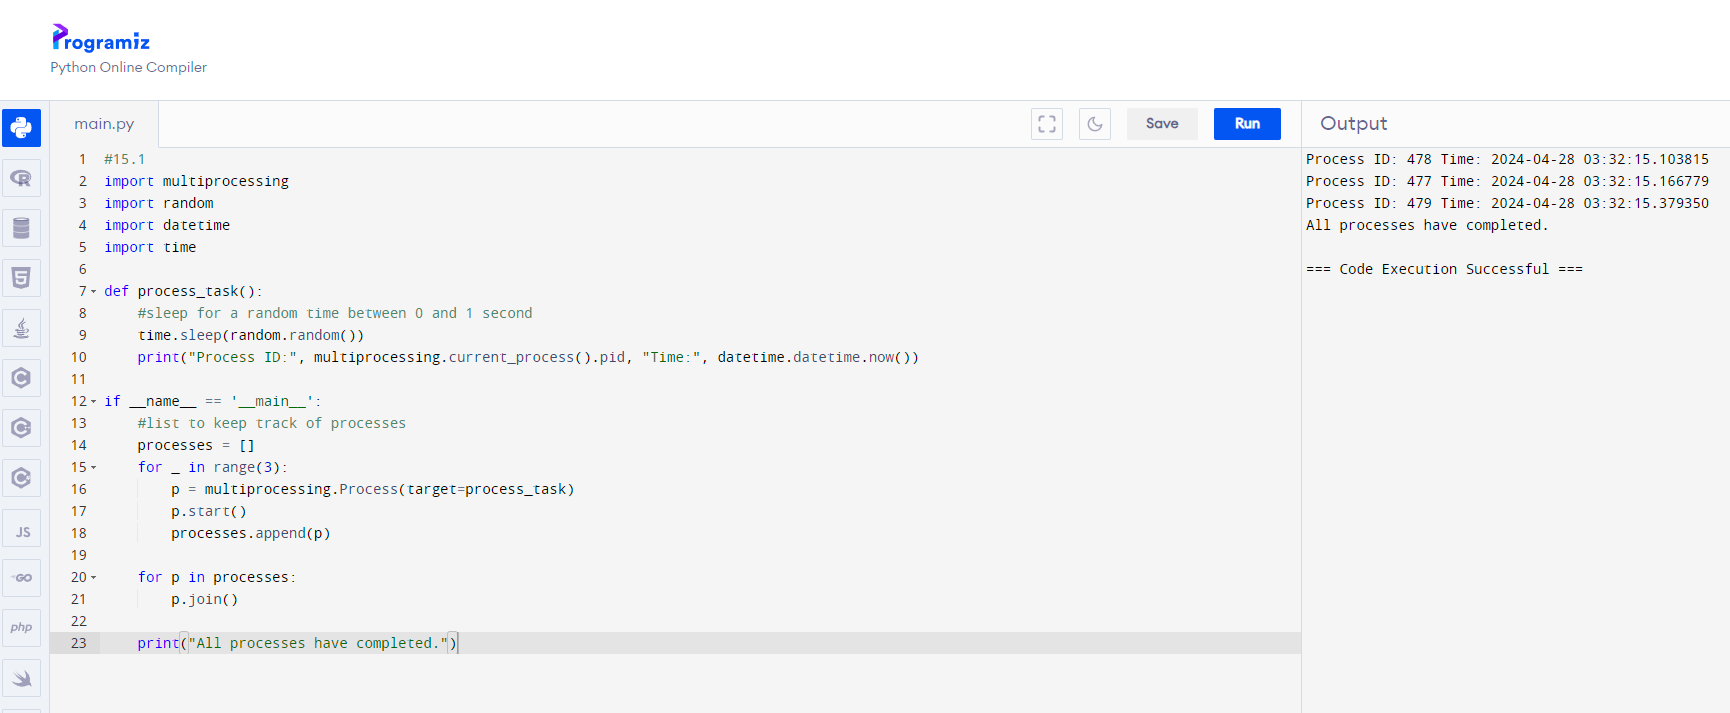 Programiz
Python Online Compiler
main.py
Save
Run
Output
1 #15.1
2 import multiprocessing
3 import random
4 import datetime
5 import time
6
7 def process_task():
8     #sleep for a random time between 0 and 1 second
9     time.sleep(random.random())
10     print("Process ID:", multiprocessing.current_process().pid, "Time:", datetime.datetime.now())
11
12 if __name__ == '__main__':
13     #list to keep track of processes
14     processes = []
15     for _ in range(3):
16         p = multiprocessing.Process(target=process_task)
17         p.start()
18         processes.append(p)
19
20     for p in processes:
21         p.join()
22
23     print("All processes have completed.")
Process ID: 478 Time: 2024-04-28 03:32:15.103815
Process ID: 477 Time: 2024-04-28 03:32:15.166779
Process ID: 479 Time: 2024-04-28 03:32:15.379350
All processes have completed.
=== Code Execution Successful ===
R
5
C
C
C
JS
GO
php